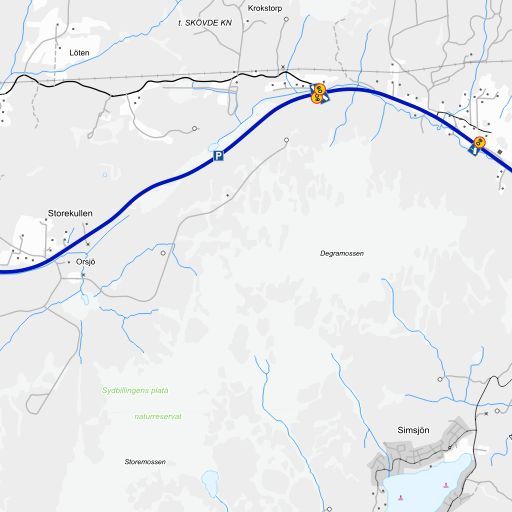 Krokstorp
t. SKÖVDE KN
Löten
P
Storekullen
Degramossen
Orsjö
Sydbillingens platå
naturreservat
Simsjön
Storemossen